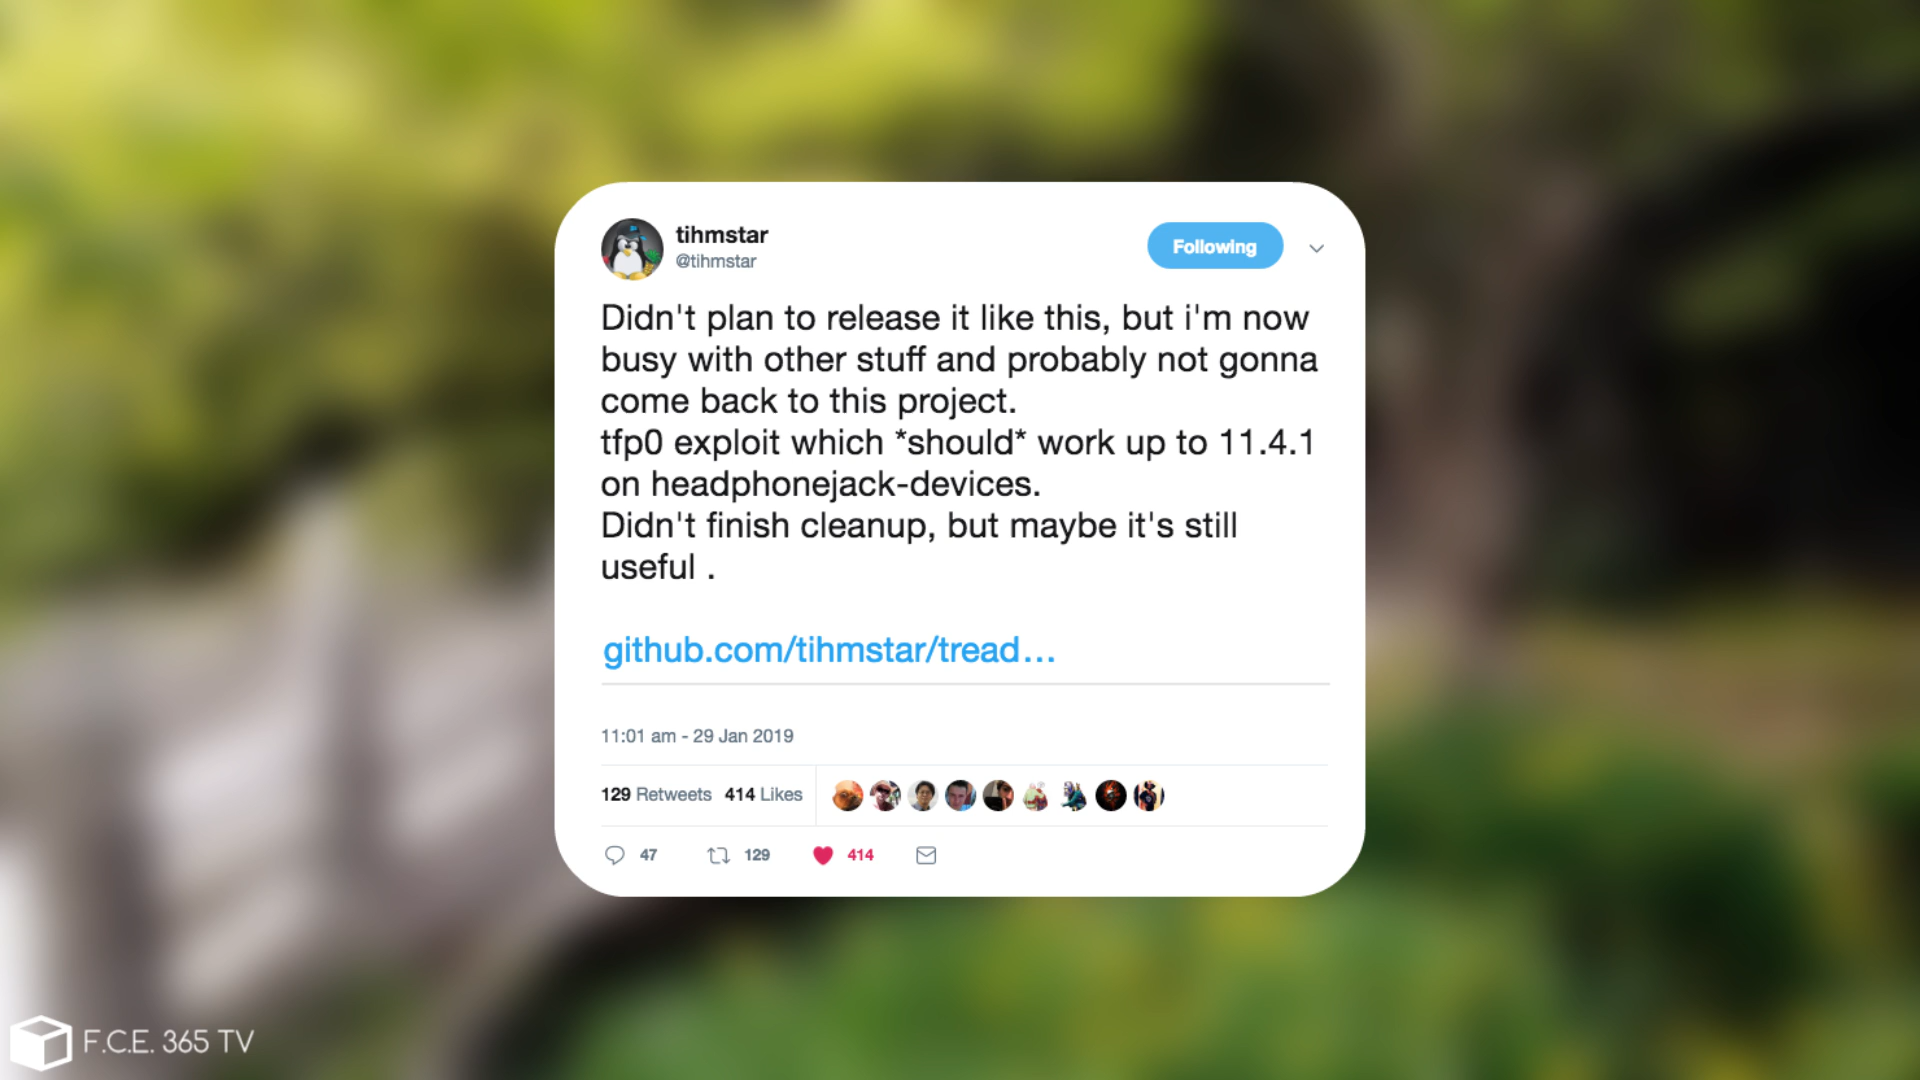 tihmstar
@tihmstar
Following
Didn't plan to release it like this, but i'm now
busy with other stuff and probably not gonna
come back to this project.
tfp0 exploit which *should* work up to 11.4.1
on headphonejack-devices.
Didn't finish cleanup, but maybe it's still
useful .
github.com/tihmstar/tread…
11:01 am - 29 Jan 2019
129 Retweets 414 Likes
47 129 414
F.C.E. 365 TV